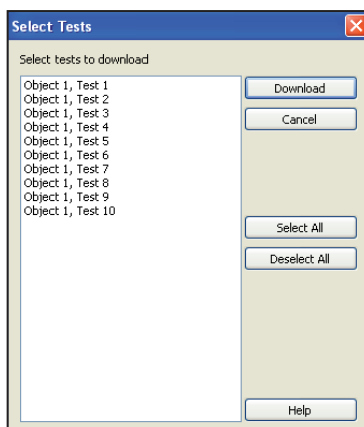 Select Tests
Select tests to download
Object 1, Test 1
Object 1, Test 2
Object 1, Test 3
Object 1, Test 4
Object 1, Test 5
Object 1, Test 6
Object 1, Test 7
Object 1, Test 8
Object 1, Test 9
Object 1, Test 10
Download
Cancel
Select All
Deselect All
Help